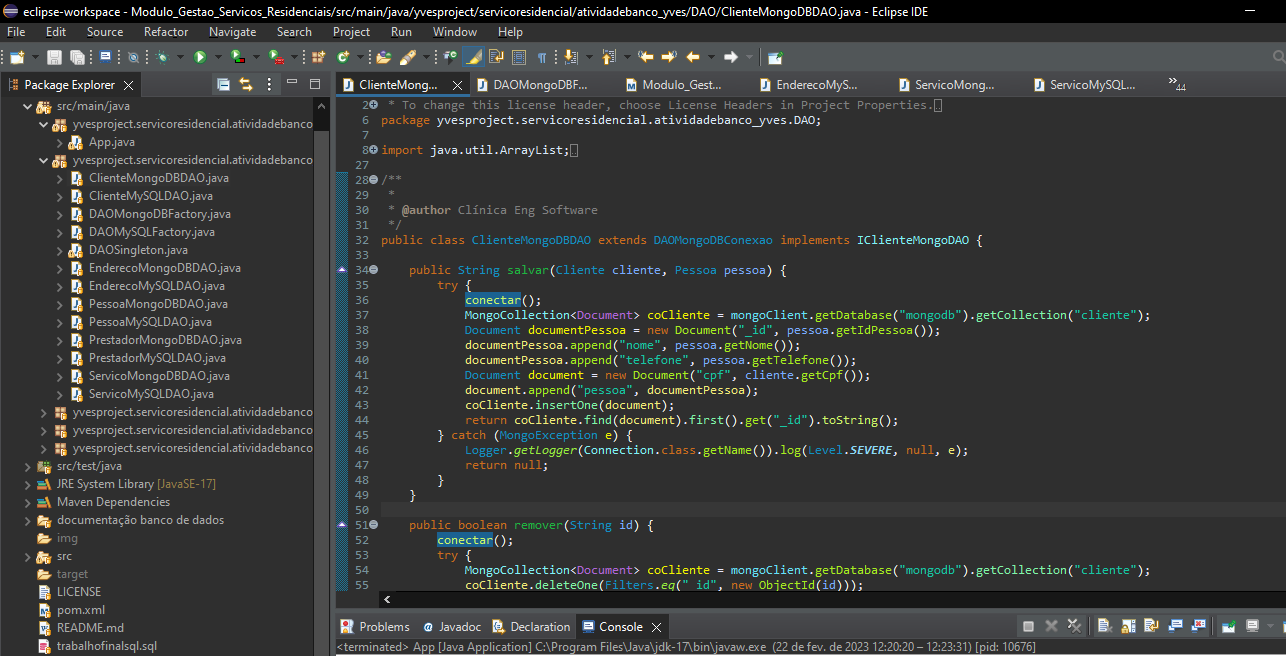 eclipse-workspace - Modulo_Gestao_Servicos_Residenciais/src/main/java/yvesproject/servicoresidencial/atividadebanco_yves/DAO/ClienteMongoDBDAO.java - Eclipse IDE
File Edit Source Refactor Navigate Search Project Run Window Help
Package Explorer
src/main/java
yvesproject.servicoresidencial.atividadebanco
App.java
yvesproject.servicoresidencial.atividadebanco
ClienteMongoDBDAO.java
ClienteMySQLDAO.java
DAOMongoDBFactory.java
DAOMySQLFactory.java
DAOSingleton.java
EnderecoMongoDBDAO.java
EnderecoMySQLDAO.java
PessoaMongoDBDAO.java
PessoaMySQLDAO.java
PrestadorMongoDBDAO.java
PrestadorMySQLDAO.java
ServicoMongoDBDAO.java
ServicoMySQLDAO.java
yvesproject.servicoresidencial.atividadebanco
yvesproject.servicoresidencial.atividadebanco
yvesproject.servicoresidencial.atividadebanco
src/test/java
JRE System Library [JavaSE-17]
Maven Dependencies
documentação banco de dados
img
src
target
LICENSE
pom.xml
README.md
trabalhofinalsql.sql
ClienteMong... DAOMongoDBF... Modulo_Gest... EnderecoMyS... ServicoMong... ServicoMySQL... »44
2 * To change this license header, choose License Headers in Project Properties.
6 package yvesproject.servicoresidencial.atividadebanco_yves.DAO;
7
8 import java.util.ArrayList;
27
28 /**
29 *
30 * @author Clínica Eng Software
31 */
32 public class ClienteMongoDBDAO extends DAOMongoDBConexao implements IClienteMongoDAO {
33
34 public String salvar(Cliente cliente, Pessoa pessoa) {
35 try {
36 conectar();
37 MongoCollection<Document> coCliente = mongoClient.getDatabase("mongodb").getCollection("cliente");
38 Document documentPessoa = new Document("_id", pessoa.getIdPessoa());
39 documentPessoa.append("nome", pessoa.getNome());
40 documentPessoa.append("telefone", pessoa.getTelefone());
41 Document document = new Document("cpf", cliente.getCpf());
42 document.append("pessoa", documentPessoa);
43 coCliente.insertOne(document);
44 return coCliente.find(document).first().get("_id").toString();
45 } catch (MongoException e) {
46 Logger.getLogger(Connection.class.getName()).log(Level.SEVERE, null, e);
47 return null;
48 }
49 }
50
51 public boolean remover(String id) {
52 conectar();
53 try {
54 MongoCollection<Document> coCliente = mongoClient.getDatabase("mongodb").getCollection("cliente");
55 coCliente.deleteOne(Filters.eq("_id", new ObjectId(id)));
Problems Javadoc Declaration Console
<terminated> App [Java Application] C:\Program Files\Java\jdk-17\bin\javaw.exe (22 de fev. de 2023 12:20:20 – 12:23:31) [pid: 10676]